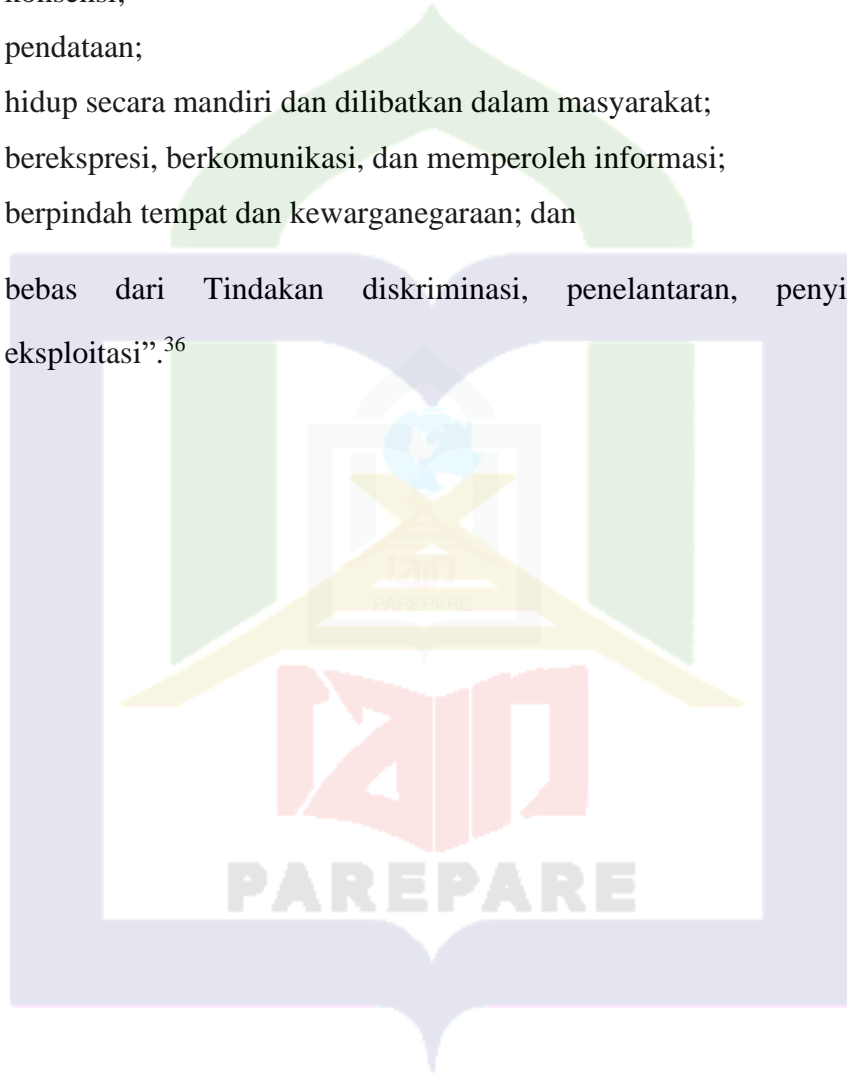 pendataan;
hidup secara mandiri dan dilibatkan dalam masyarakat;
berekspresi, berkomunikasi, dan memperoleh informasi;
berpindah tempat dan kewarganegaraan; dan
bebas dari Tindakan diskriminasi, penelantaran, penyi
eksploitasi”.36
PAREPARE
PAREPARE